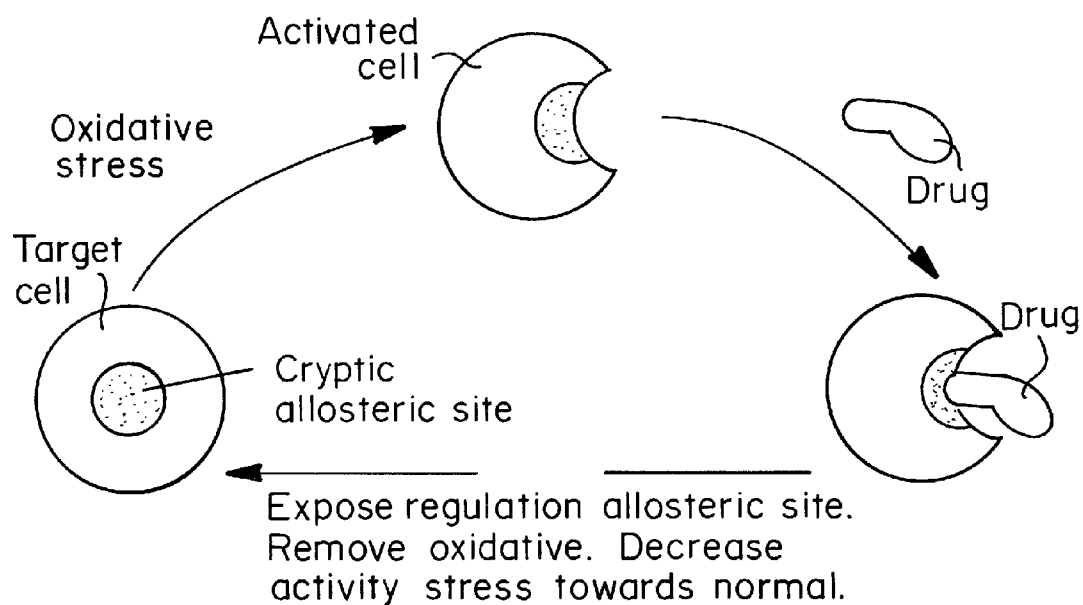 Activated
cell
Oxidative
stress
Drug
Target
cell
Drug
Cryptic
allosteric site
Expose regulation allosteric site.
Remove oxidative. Decrease
activity stress towards normal.